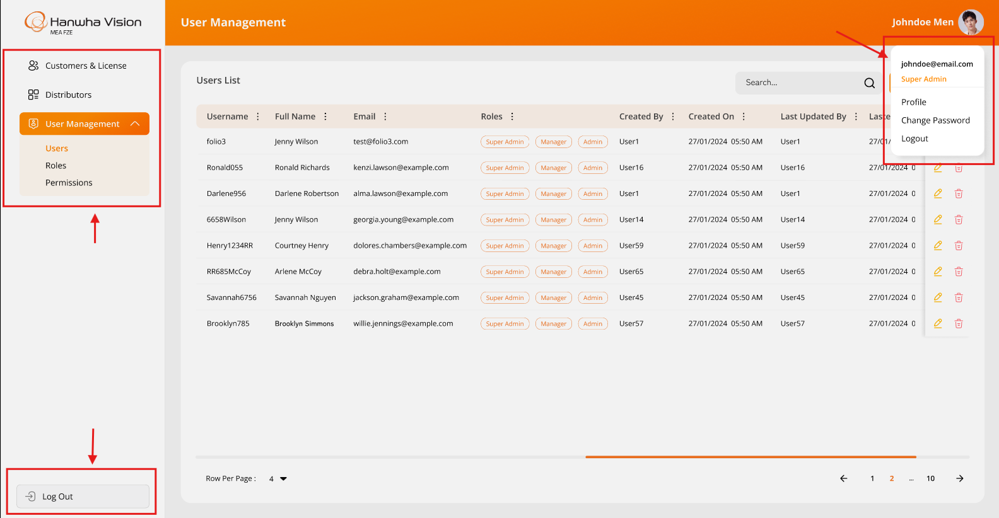 Hanwha Vision
MEA FZE
User Management
Johndoe Men
Customers & License
Distributors
User Management
Users
Roles
Permissions
Log Out
johndoe@email.com
Super Admin
Profile
Change Password
Logout
Users List
Search...
Username Full Name Email Roles Created By Created On Last Updated By Laste
folio3 Jenny Wilson test@folio3.com Super Admin Manager Admin User1 27/01/2024 05:50 AM User1 27/01/
Ronald055 Ronald Richards kenzi.lawson@example.com Super Admin Manager Admin User16 27/01/2024 05:50 AM User16 27/01/2024 0
Darlene956 Darlene Robertson alma.lawson@example.com Super Admin Manager Admin User1 27/01/2024 05:50 AM User1 27/01/2024 0
6658Wilson Jenny Wilson georgia.young@example.com Super Admin Manager Admin User14 27/01/2024 05:50 AM User14 27/01/2024 0
Henry1234RR Courtney Henry dolores.chambers@example.com Super Admin Manager Admin User59 27/01/2024 05:50 AM User59 27/01/2024 0
RR685McCoy Arlene McCoy debra.holt@example.com Super Admin Manager Admin User65 27/01/2024 05:50 AM User65 27/01/2024 0
Savannah6756 Savannah Nguyen jackson.graham@example.com Super Admin Manager Admin User45 27/01/2024 05:50 AM User45 27/01/2024 0
Brooklyn785 Brooklyn Simmons willie.jennings@example.com Super Admin Manager Admin User57 27/01/2024 05:50 AM User57 27/01/2024 0
Row Per Page : 4
1 2 ... 10